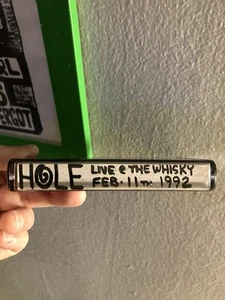 HOLE
LIVE @ THE WHISKY
FEB. 11TH 1992